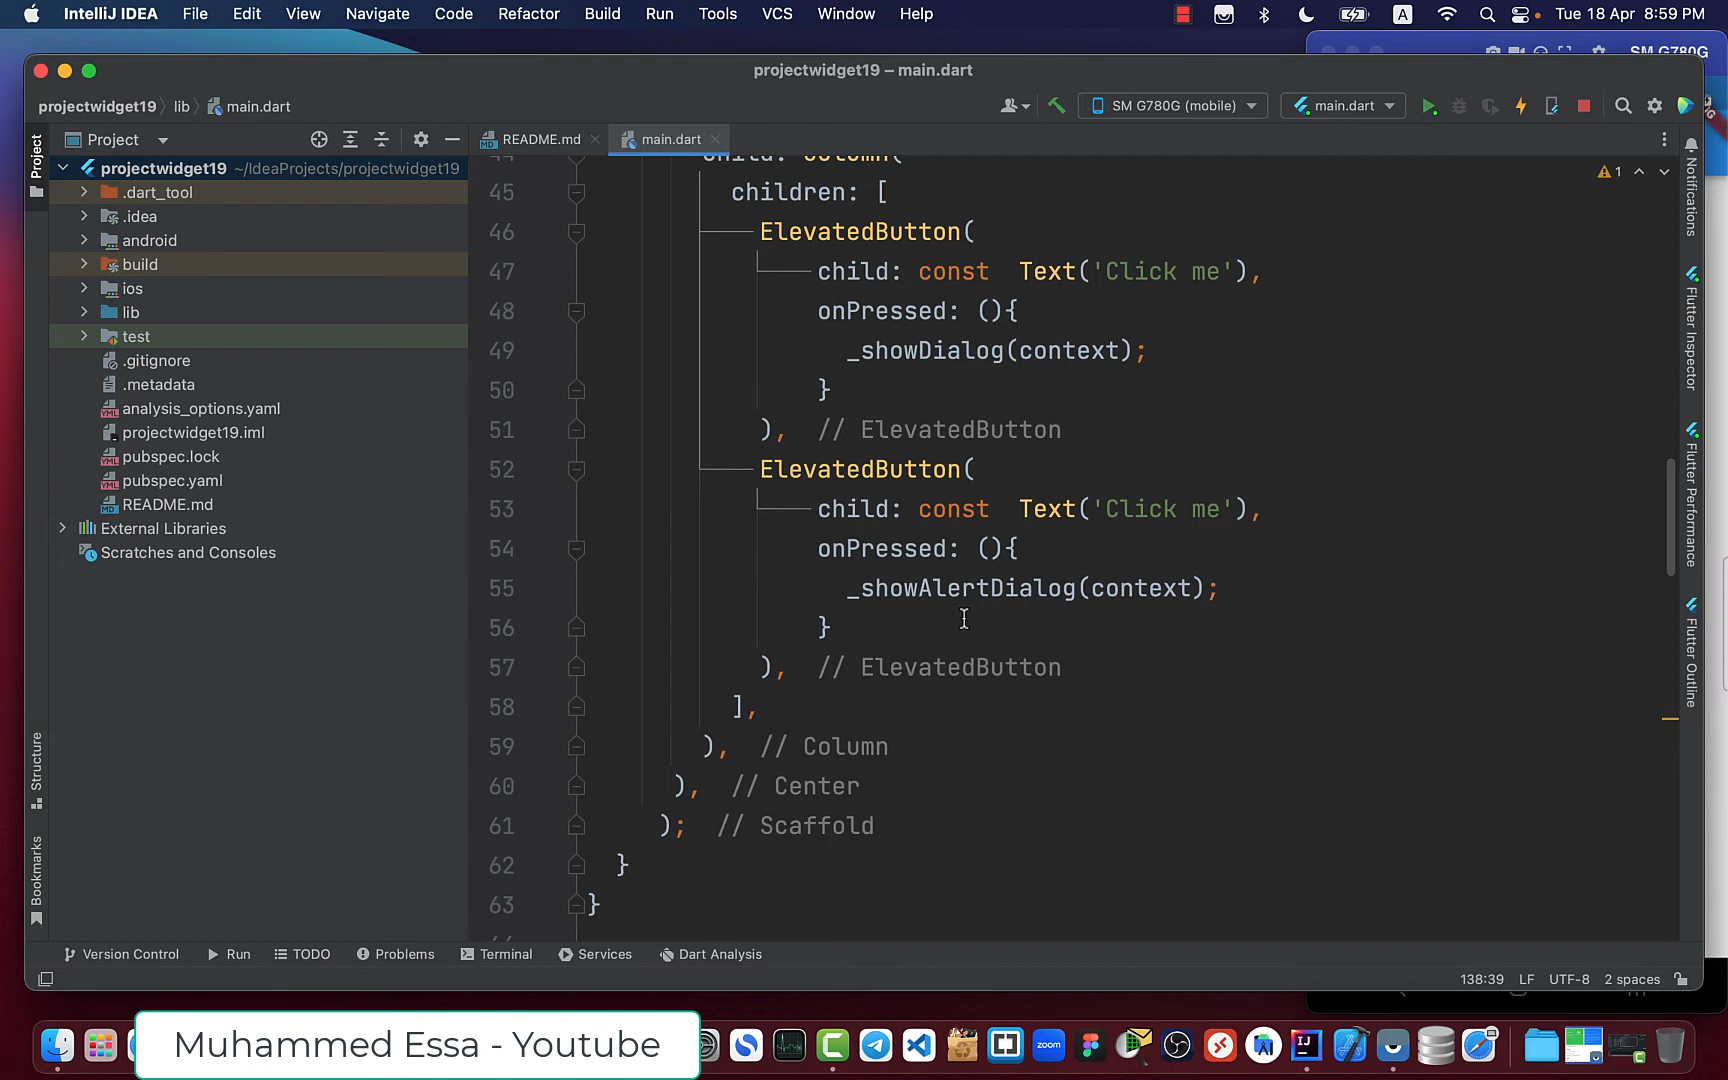 IntelliJ IDEA File Edit View Navigate Code Refactor Build Run Tools VCS Window Help A Tue 18 Apr 8:59 PM
SM G780G
projectwidget19 – main.dart
projectwidget19 lib main.dart SM G780G (mobile) main.dart
Project README.md main.dart
Project
projectwidget19 ~/IdeaProjects/projectwidget19
.dart_tool
.idea
android
build
ios
lib
test
.gitignore
.metadata
analysis_options.yaml
projectwidget19.iml
pubspec.lock
pubspec.yaml
README.md
External Libraries
Scratches and Consoles
Structure
Bookmarks
1
45 children: [
46 ElevatedButton(
47 child: const Text('Click me'),
48 onPressed: (){
49 _showDialog(context);
50 }
51 ), // ElevatedButton
52 ElevatedButton(
53 child: const Text('Click me'),
54 onPressed: (){
55 _showAlertDialog(context);
56 }
57 ), // ElevatedButton
58 ],
59 ), // Column
60 ), // Center
61 ); // Scaffold
62 }
63 }
Notifications
Flutter Inspector
Flutter Performance
Flutter Outline
Version Control Run TODO Problems Terminal Services Dart Analysis
138:39 LF UTF-8 2 spaces
Muhammed Essa - Youtube
zoom
IJ